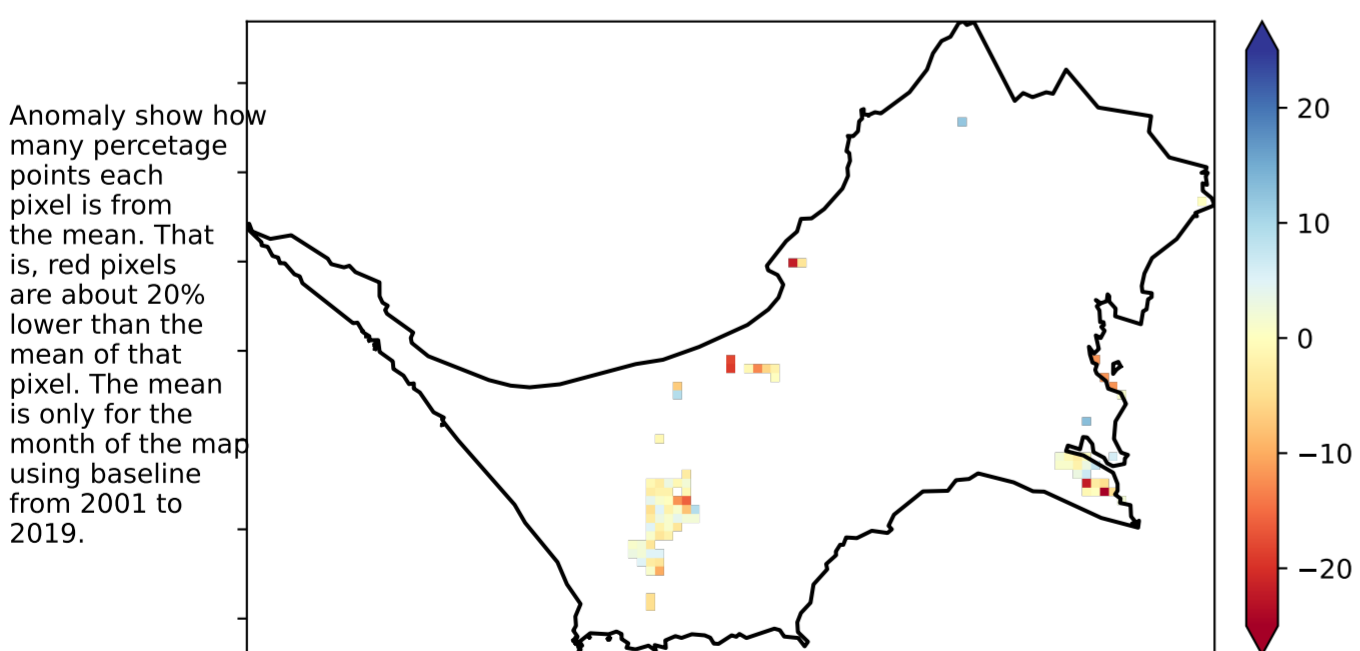 Anomaly show how
many percetage
points each
pixel is from
the mean. That
is, red pixels
are about 20%
lower than the
mean of that
pixel. The mean
is only for the
month of the map
using baseline
from 2001 to
2019.
20
10
0
−10
−20